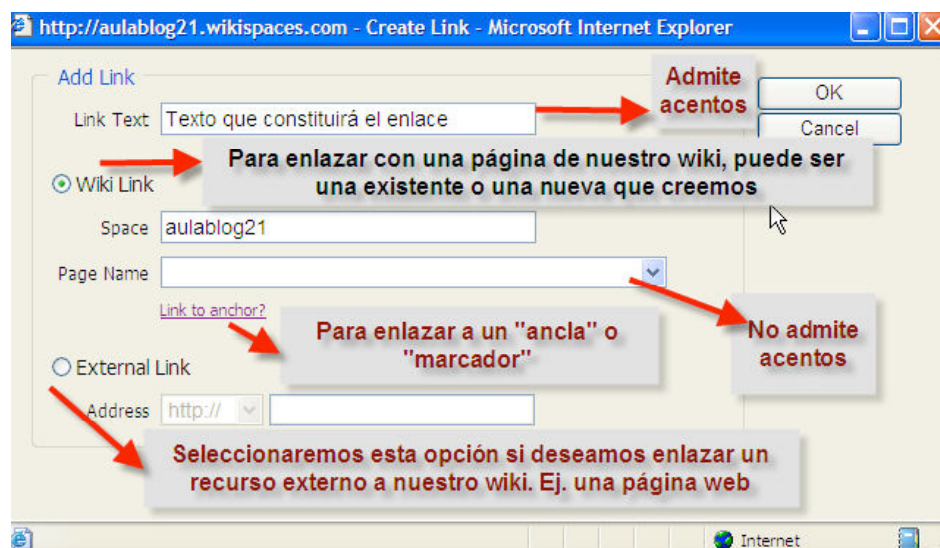 http://aulablog21.wikispaces.com - Create Link - Microsoft Internet Explorer
Add Link
Admite
acentos
OK
Link Text Texto que constituirá el enlace
Cancel
Para enlazar con una página de nuestro wiki, puede ser
una existente o una nueva que creemos
Wiki Link
Space aulablog21
Page Name
Link to anchor?
Para enlazar a un "ancla" o
"marcador"
No admite
acentos
External Link
Address http://
Seleccionaremos esta opción si deseamos enlazar un
recurso externo a nuestro wiki. Ej. una página web
Internet